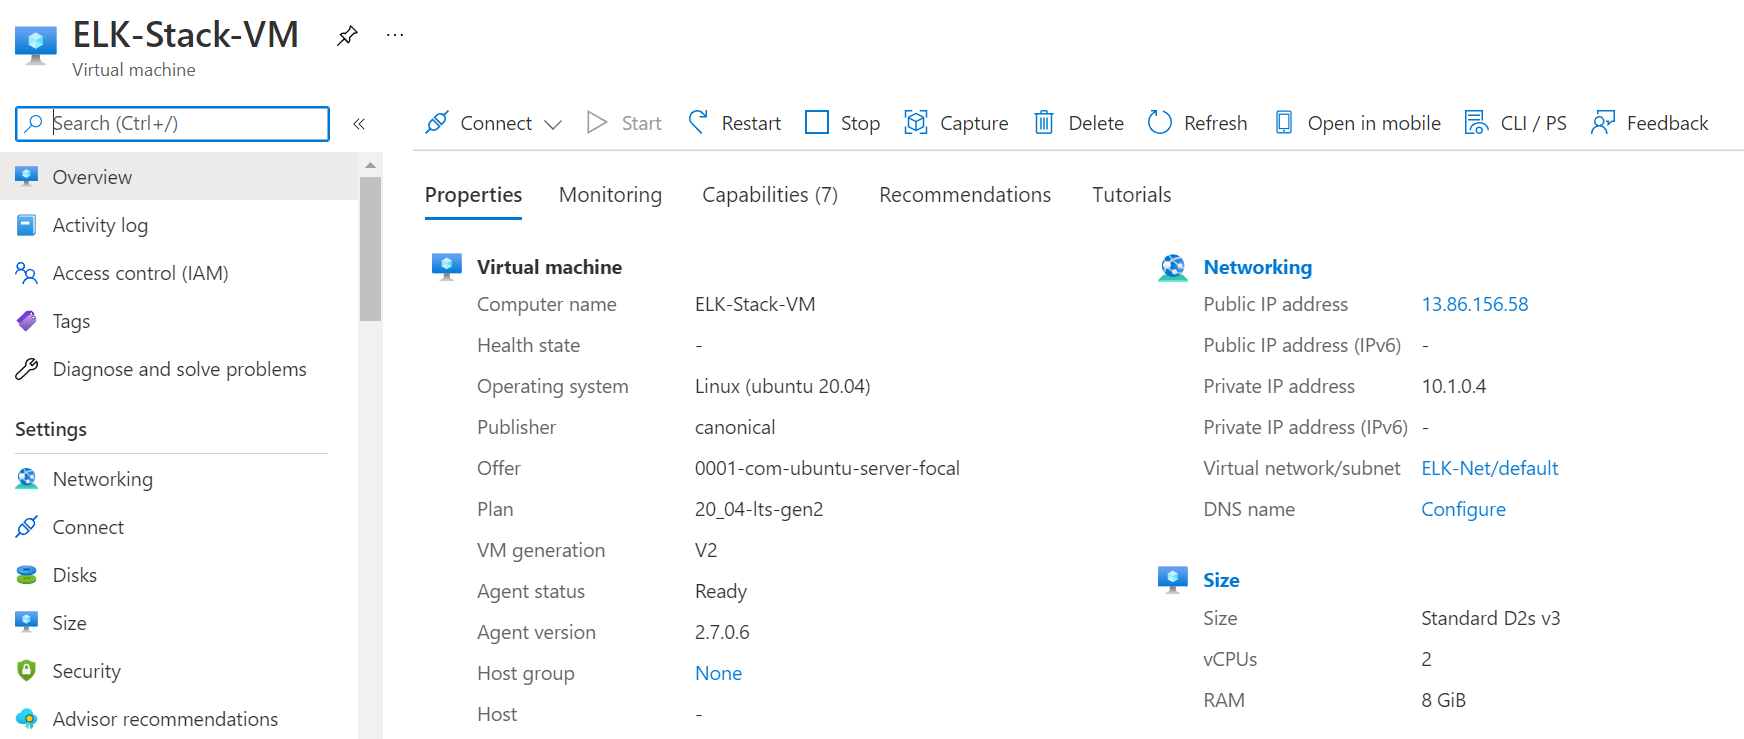 ELK-Stack-VM
Virtual machine
Search (Ctrl+/)
«
Connect Start Restart Stop Capture Delete Refresh Open in mobile CLI / PS Feedback
Overview
Activity log
Access control (IAM)
Tags
Diagnose and solve problems
Settings
Networking
Connect
Disks
Size
Security
Advisor recommendations
Properties Monitoring Capabilities (7) Recommendations Tutorials
Virtual machine
Computer name ELK-Stack-VM
Health state -
Operating system Linux (ubuntu 20.04)
Publisher canonical
Offer 0001-com-ubuntu-server-focal
Plan 20_04-lts-gen2
VM generation V2
Agent status Ready
Agent version 2.7.0.6
Host group None
Host -
Networking
Public IP address 13.86.156.58
Public IP address (IPv6) -
Private IP address 10.1.0.4
Private IP address (IPv6) -
Virtual network/subnet ELK-Net/default
DNS name Configure
Size
Size Standard D2s v3
vCPUs 2
RAM 8 GiB